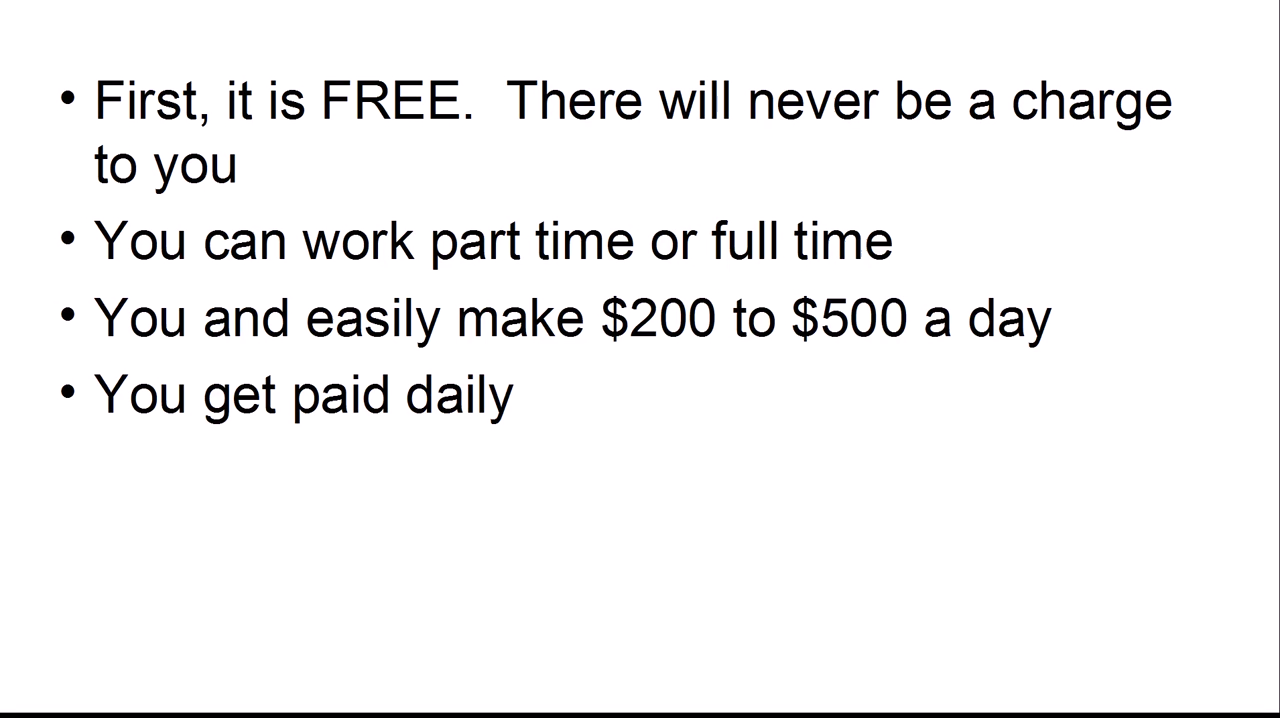 • First, it is FREE.  There will never be a charge
to you
• You can work part time or full time
• You and easily make $200 to $500 a day
• You get paid daily